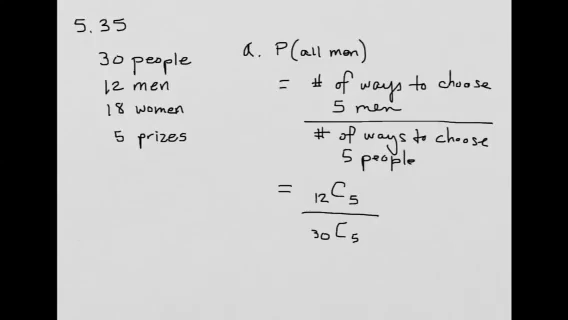 5.35
30 people
12 men
18 women
5 prizes
a. P(all men)
= # of ways to choose
5 men
# of ways to choose
5 people
= 12C5
30C5